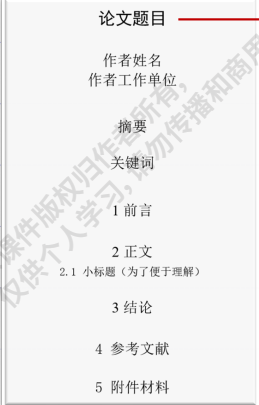 论文题目
作者姓名
作者工作单位
摘要
关键词
1 前言
2 正文
2.1 小标题（为了便于理解）
3 结论
4 参考文献
5 附件材料
课件版权归作者所有，
仅供个人学习，请勿传播和商用